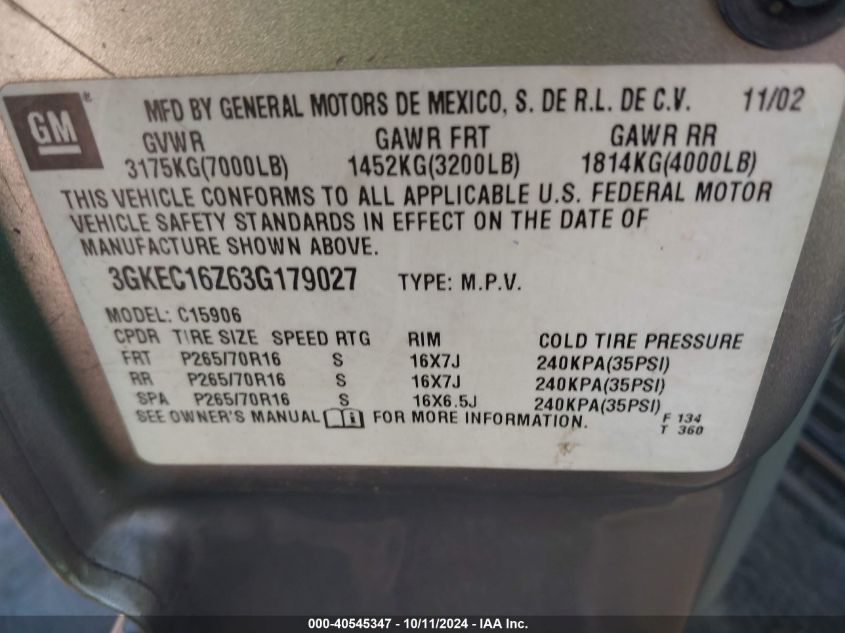 GM ® MFD BY GENERAL MOTORS DE MEXICO, S. DE R.L. DE C.V. 11/02
GVWR GAWR FRT GAWR RR
3175KG(7000LB) 1452KG(3200LB) 1814KG(4000LB)
THIS VEHICLE CONFORMS TO ALL APPLICABLE U.S. FEDERAL MOTOR
VEHICLE SAFETY STANDARDS IN EFFECT ON THE DATE OF
MANUFACTURE SHOWN ABOVE.
3GKEC16Z63G179027 TYPE: M.P.V.
MODEL: C15906
CPDR TIRE SIZE SPEED RTG RIM COLD TIRE PRESSURE
FRT P265/70R16 S 16X7J 240KPA(35PSI)
RR P265/70R16 S 16X7J 240KPA(35PSI)
SPA P265/70R16 S 16X6.5J 240KPA(35PSI)
SEE OWNER'S MANUAL FOR MORE INFORMATION. F 134
T 360
000-40545347 - 10/11/2024 - IAA Inc.